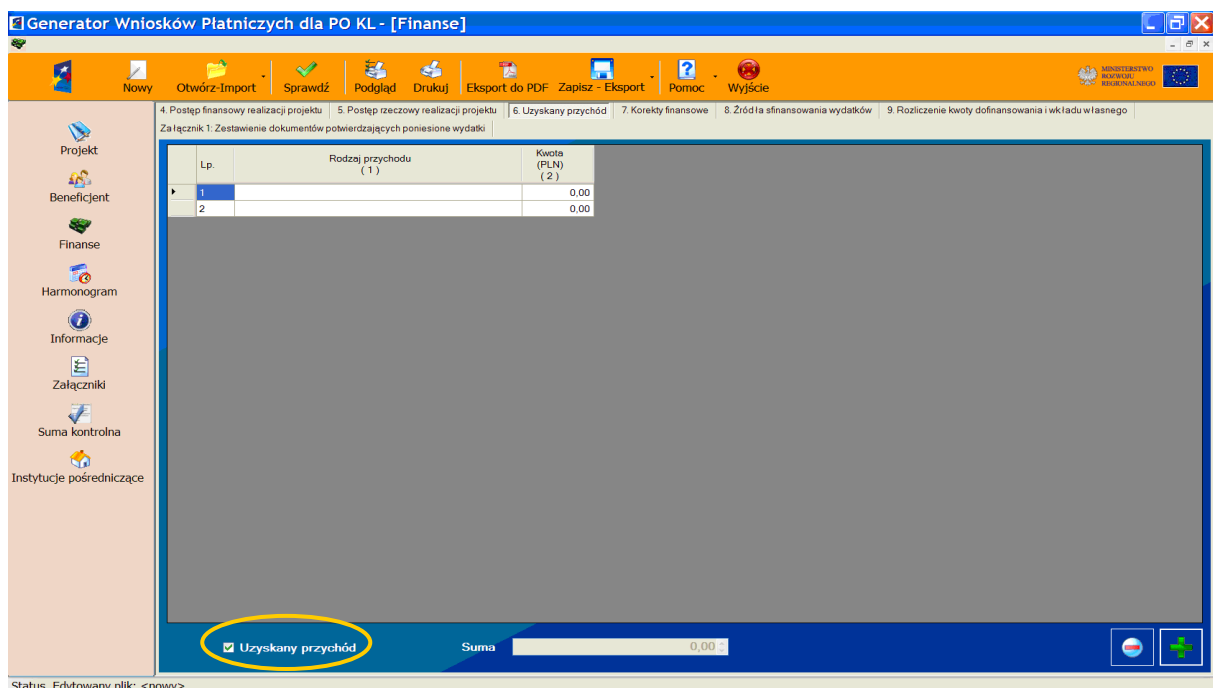 Generator Wniosków Płatniczych dla PO KL - [Finanse]
Nowy
Otwórz-Import
Sprawdź
Podgląd
Drukuj
Eksport do PDF
Zapisz - Eksport
Pomoc
Wyjście
MINISTERSTWO
ROZWOJU
REGIONALNEGO
4. Postęp finansowy realizacji projektu
5. Postęp rzeczowy realizacji projektu
6. Uzyskany przychód
7. Korekty finansowe
8. Źródła sfinansowania wydatków
9. Rozliczenie kwoty dofinansowania i wkładu własnego
Załącznik 1: Zestawienie dokumentów potwierdzających poniesione wydatki
Projekt
Beneficjent
Finanse
Harmonogram
Informacje
Załączniki
Suma kontrolna
Instytucje pośredniczące
Lp.
Rodzaj przychodu
( 1 )
Kwota
(PLN)
( 2 )
1 0,00
2 0,00
Uzyskany przychód
Suma
0,00
Status Edytowany plik: <nowy>